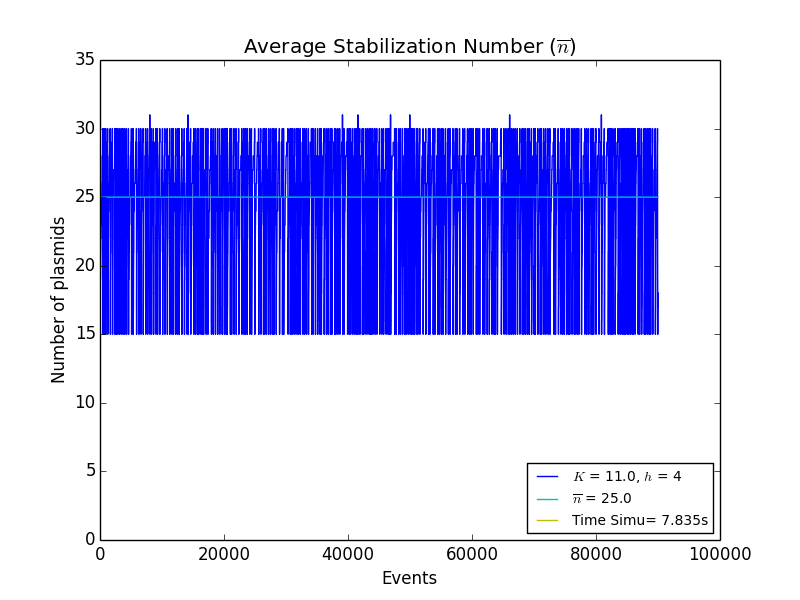 Average Stabilization Number (n̅)
35
30
25
20
15
10
5
0
Number of plasmids
K = 11.0, h = 4
n̅ = 25.0
Time Simu= 7.835s
0 20000 40000 60000 80000 100000
Events